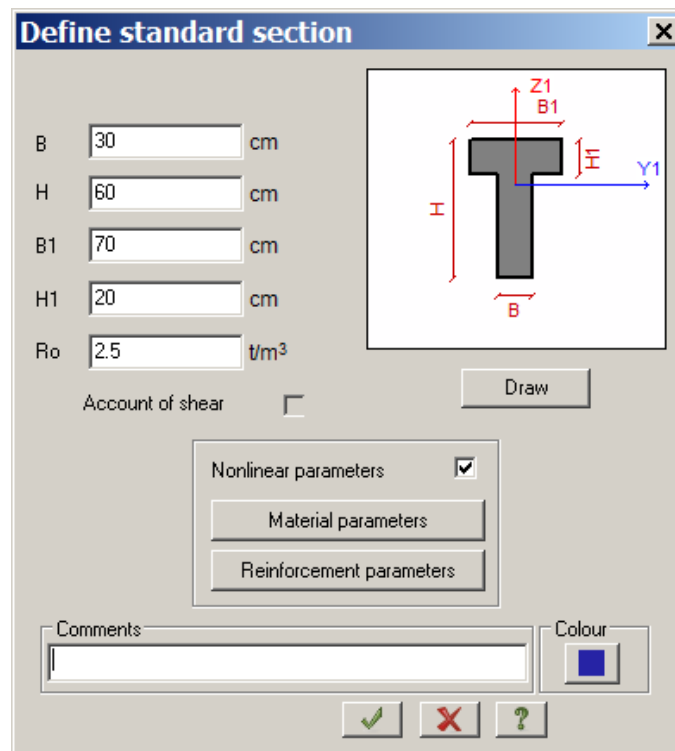 Define standard section
B 30 cm
H 60 cm
B1 70 cm
H1 20 cm
Ro 2.5 t/m³
Z1
B1
H1
Y1
H
B
Account of shear
Draw
Nonlinear parameters
Material parameters
Reinforcement parameters
Comments
Colour
?